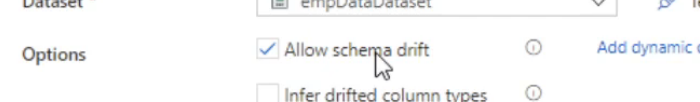 Dataset *
empDataDataset
Options
Allow schema drift
Add dynamic
Infer drifted column types